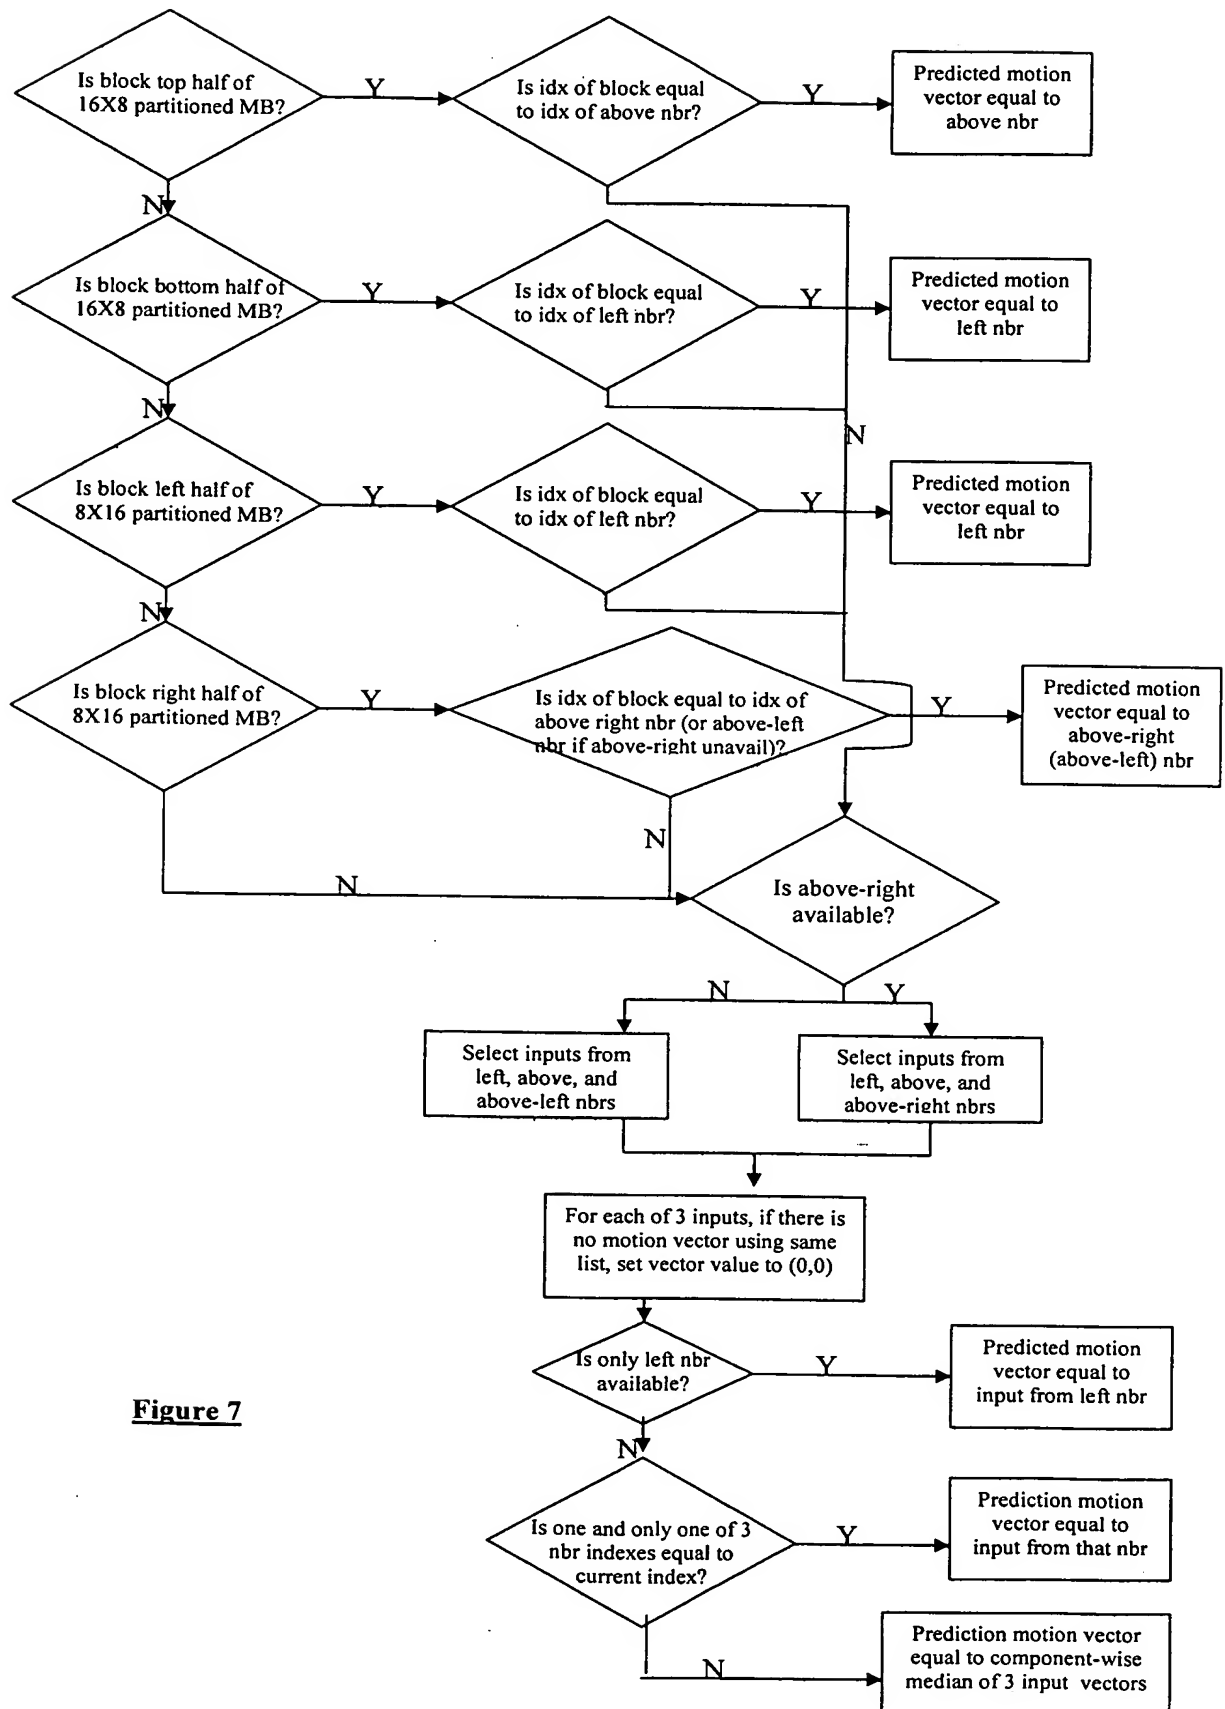 Is block top half of
16X8 partitioned MB?
Y
Is idx of block equal
to idx of above nbr?
Y
Predicted motion
vector equal to
above nbr
N
Is block bottom half of
16X8 partitioned MB?
Y
Is idx of block equal
to idx of left nbr?
Y
Predicted motion
vector equal to
left nbr
N
N
Is block left half of
8X16 partitioned MB?
Y
Is idx of block equal
to idx of left nbr?
Y
Predicted motion
vector equal to
left nbr
N
Is block right half of
8X16 partitioned MB?
Y
Is idx of block equal to idx of
above right nbr (or above-left
nbr if above-right unavail)?
Y
Predicted motion
vector equal to
above-right
(above-left) nbr
N
N
Is above-right
available?
N
Y
Select inputs from
left, above, and
above-left nbrs
Select inputs from
left, above, and
above-right nbrs
For each of 3 inputs, if there is
no motion vector using same
list, set vector value to (0,0)
Is only left nbr
available?
Y
Predicted motion
vector equal to
input from left nbr
Figure 7
N
Is one and only one of 3
nbr indexes equal to
current index?
Y
Prediction motion
vector equal to
input from that nbr
N
Prediction motion vector
equal to component-wise
median of 3 input vectors